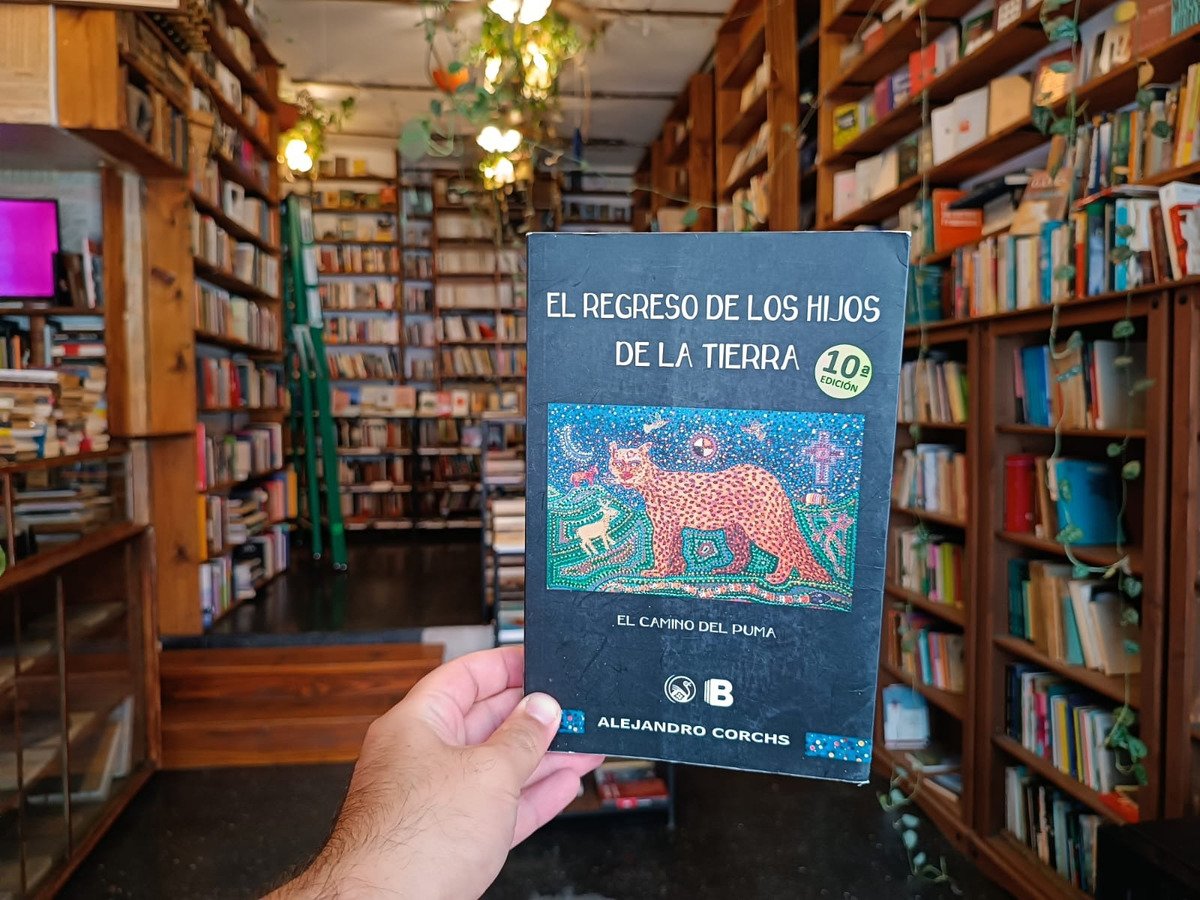 EL REGRESO DE LOS HIJOS
DE LA TIERRA
10ª
EDICIÓN
EL CAMINO DEL PUMA
B
ALEJANDRO CORCHS